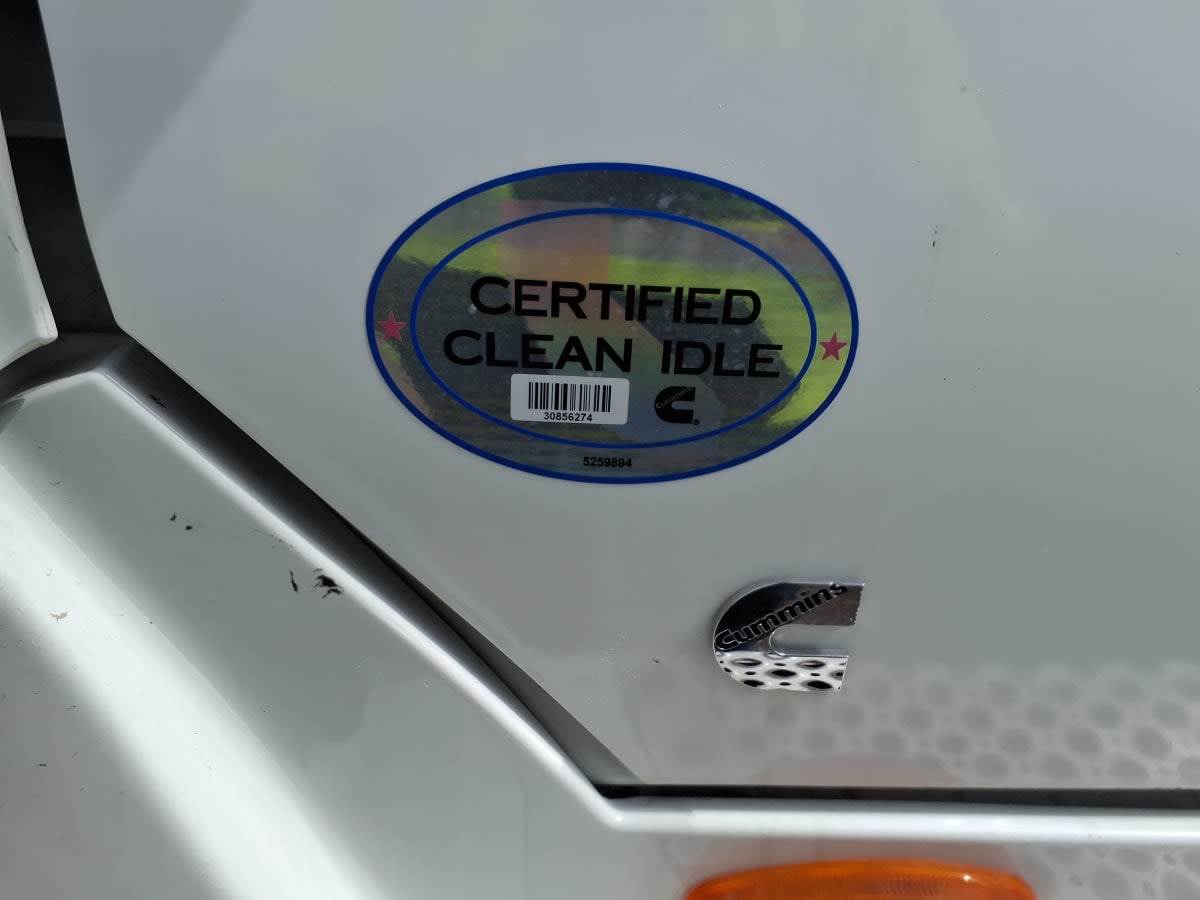 CERTIFIED
CLEAN IDLE
30856274
Cummins
5259894
Cummins